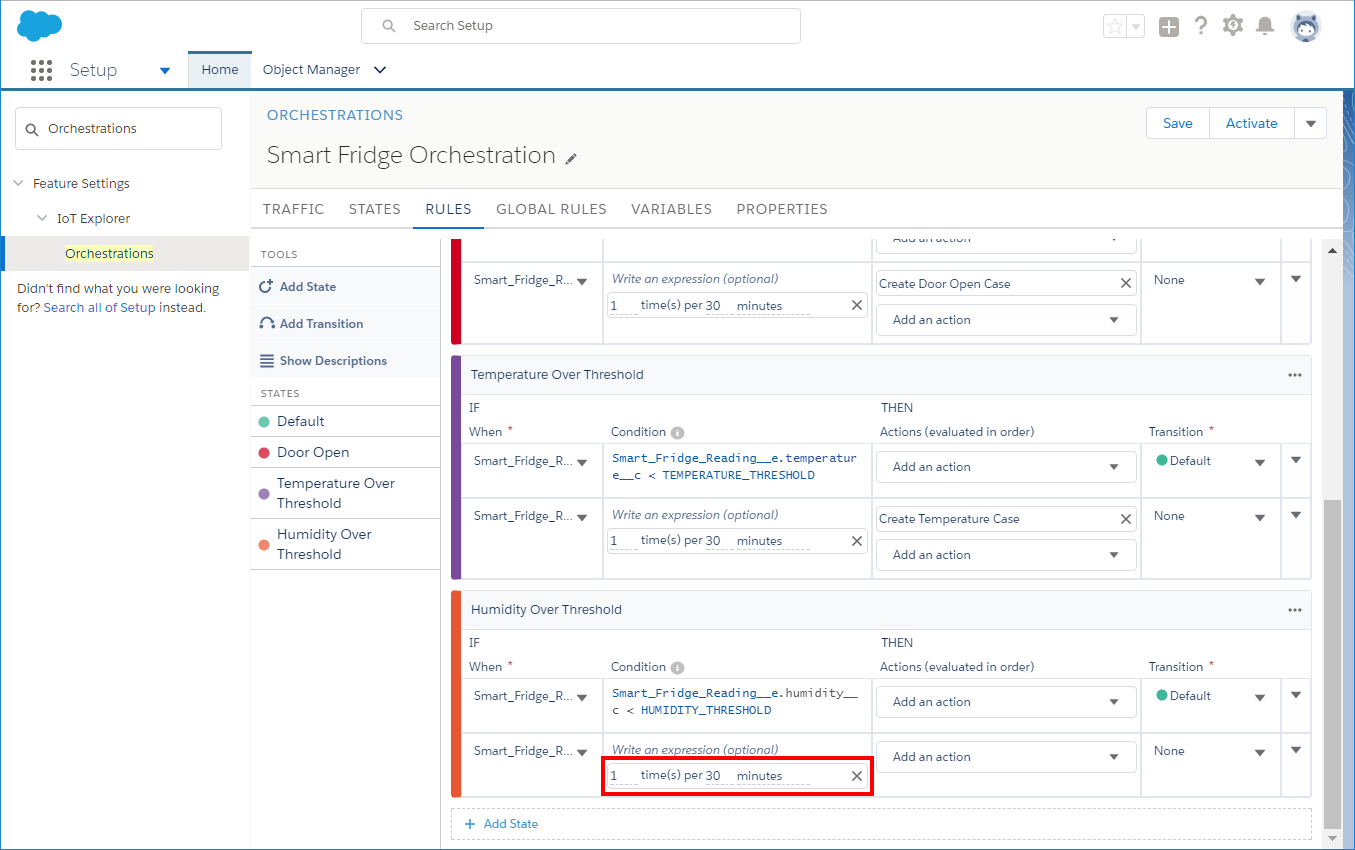 Search Setup
Setup
Home
Object Manager
Orchestrations
Feature Settings
IoT Explorer
Orchestrations
Didn't find what you were looking
for? Search all of Setup instead.
ORCHESTRATIONS
Smart Fridge Orchestration
Save
Activate
TRAFFIC
STATES
RULES
GLOBAL RULES
VARIABLES
PROPERTIES
TOOLS
Add State
Add Transition
Show Descriptions
STATES
Default
Door Open
Temperature Over
Threshold
Humidity Over
Threshold
Add an action
Smart_Fridge_R...
Write an expression (optional)
1 time(s) per 30 minutes
Create Door Open Case
Add an action
None
Temperature Over Threshold
IF
THEN
When *
Condition
Actions (evaluated in order)
Transition *
Smart_Fridge_R...
Smart_Fridge_Reading__e.temperatur
e__c < TEMPERATURE_THRESHOLD
Add an action
Default
Smart_Fridge_R...
Write an expression (optional)
1 time(s) per 30 minutes
Create Temperature Case
Add an action
None
Humidity Over Threshold
IF
THEN
When *
Condition
Actions (evaluated in order)
Transition *
Smart_Fridge_R...
Smart_Fridge_Reading__e.humidity__
c < HUMIDITY_THRESHOLD
Add an action
Default
Smart_Fridge_R...
Write an expression (optional)
1 time(s) per 30 minutes
Add an action
None
+ Add State